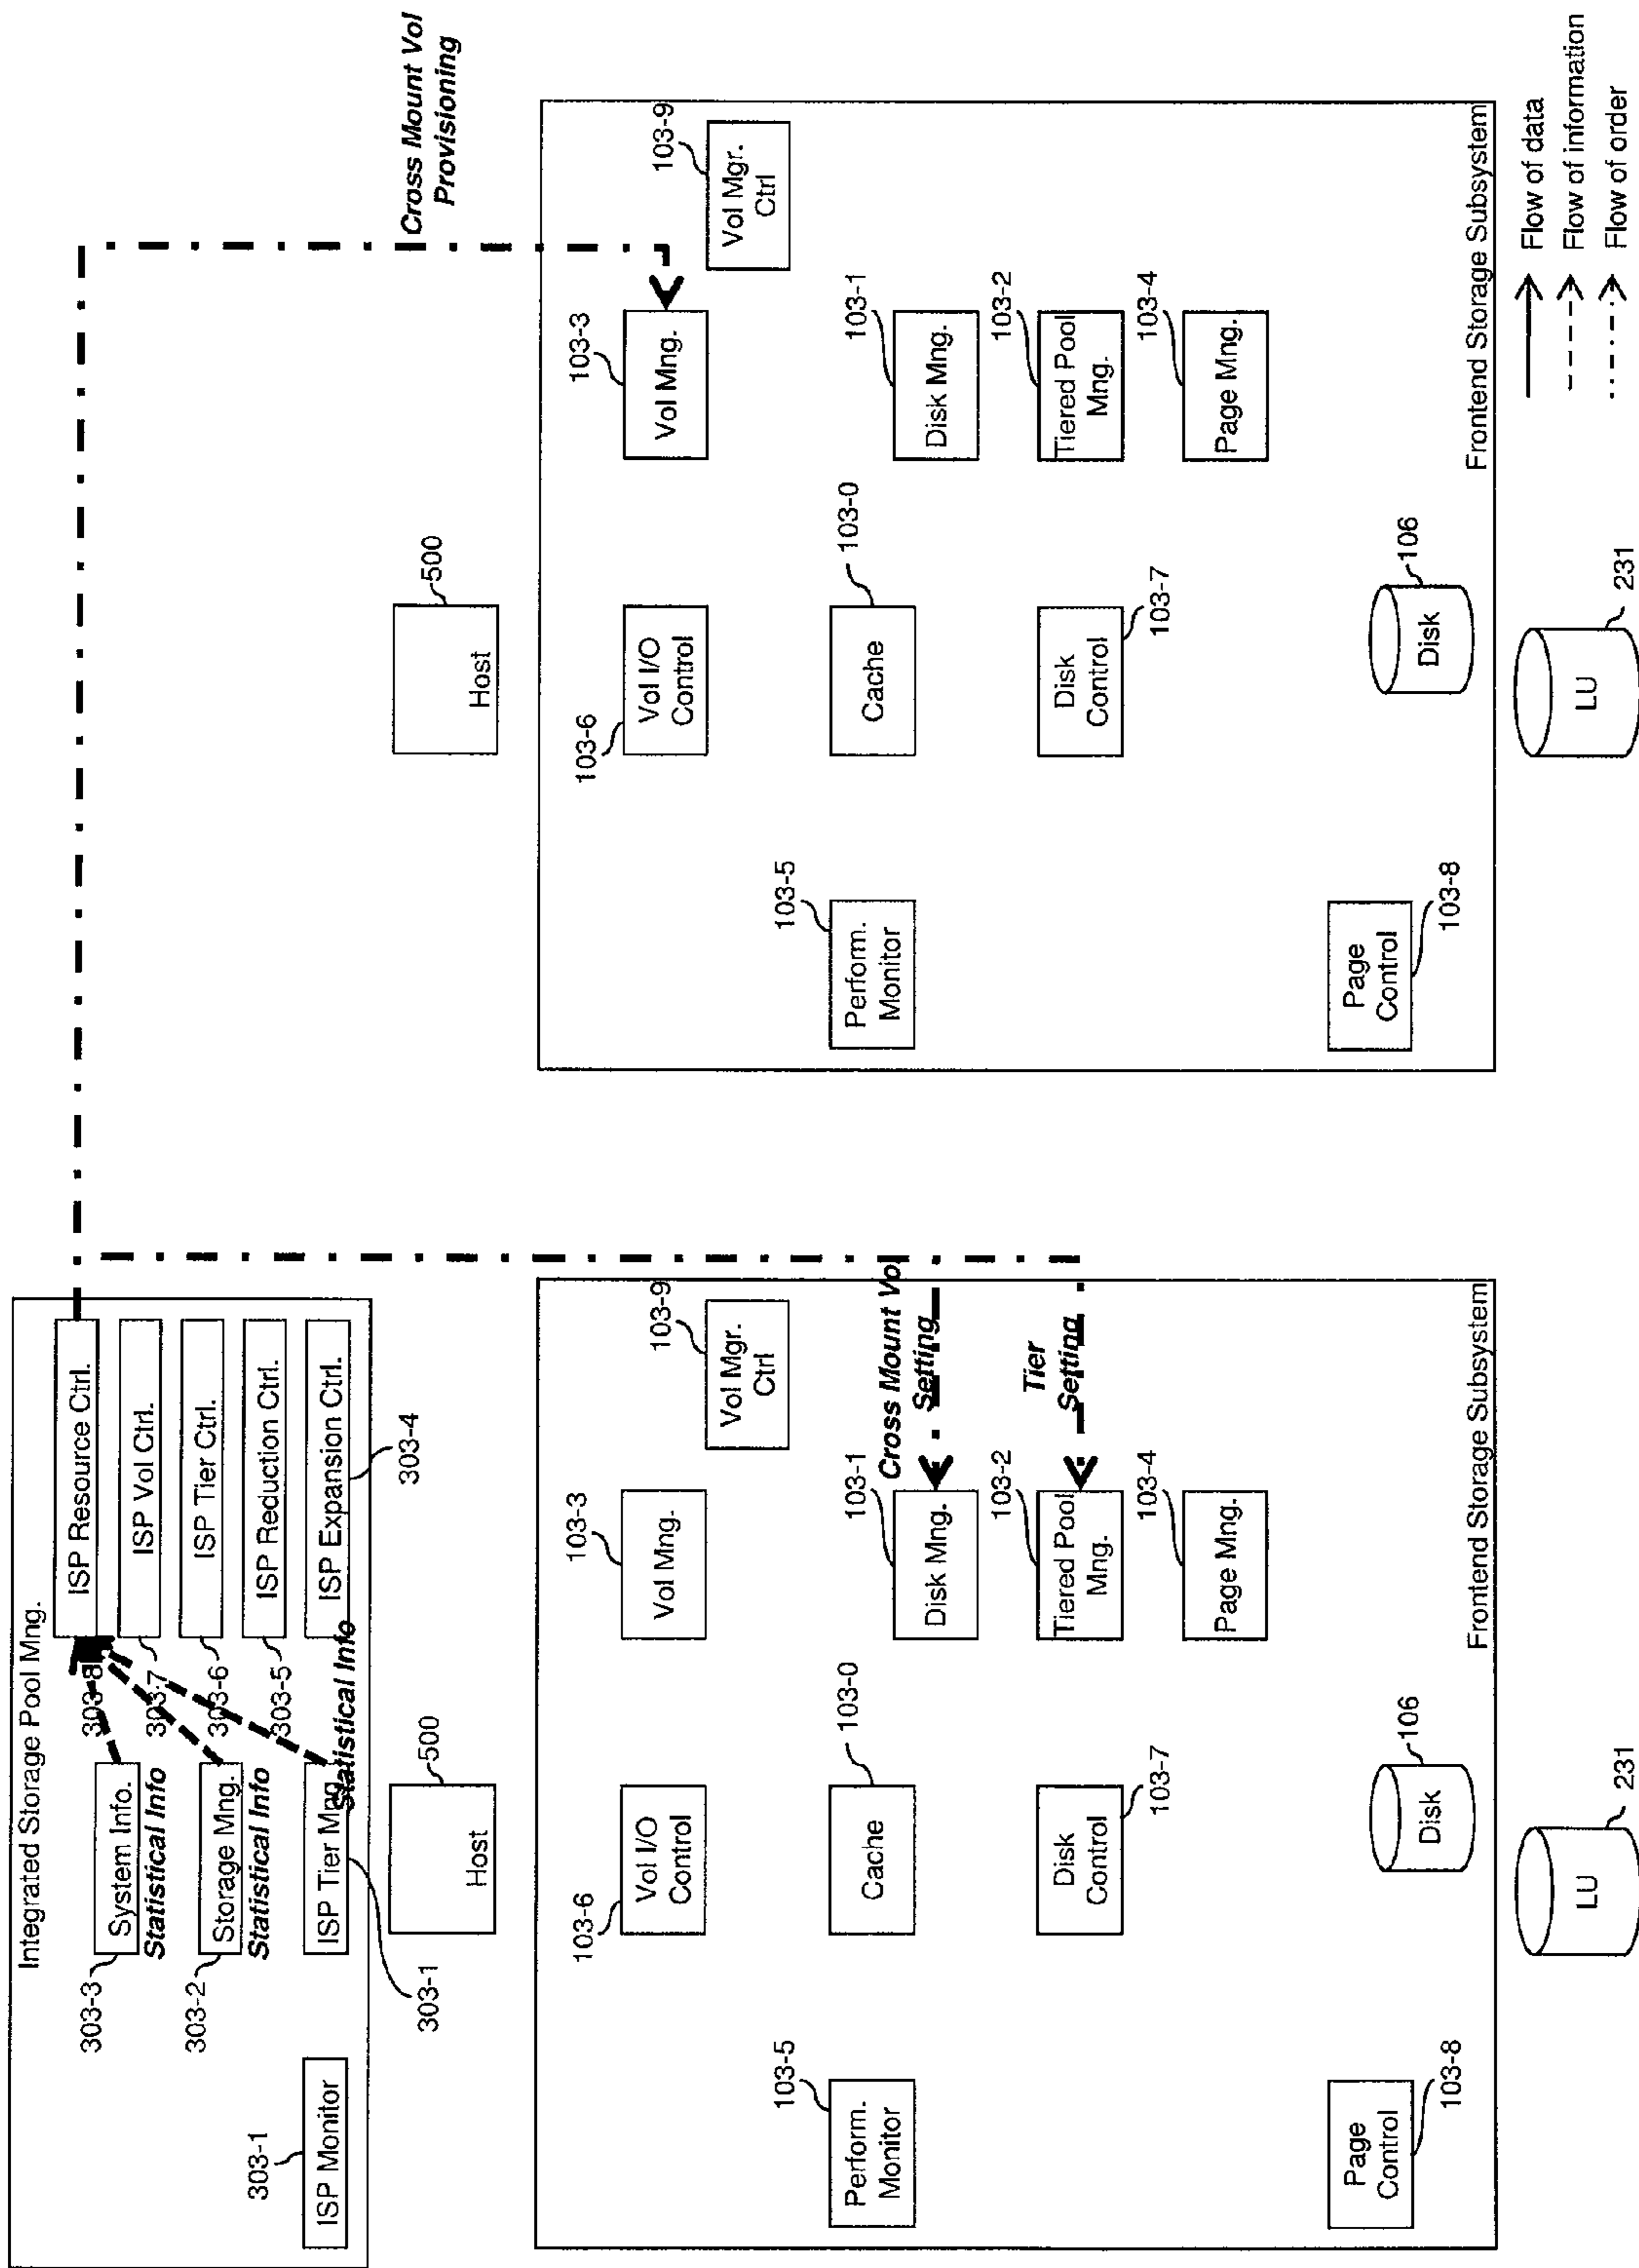 Integrated Storage Pool Mng.
303-1
ISP Monitor
303-3
System Info.
Statistical Info
303-2
Storage Mng.
Statistical Info
303-1
ISP Tier Mng.
Statistical Info
303-8
ISP Resource Ctrl.
303-7
ISP Vol Ctrl.
303-6
ISP Tier Ctrl.
303-5
ISP Reduction Ctrl.
ISP Expansion Ctrl.
303-4
500
Host
103-6
Vol I/O
Control
103-3
Vol Mng.
103-9
Vol Mgr.
Ctrl
103-5
Perform.
Monitor
103-0
Cache
103-1
Disk Mng.
Cross Mount Vol
Setting
103-7
Disk
Control
103-2
Tiered Pool
Mng.
Tier
Setting
103-4
Page Mng.
103-8
Page
Control
106
Disk
Frontend Storage Subsystem
231
LU
Cross Mount Vol
Provisioning
500
Host
103-6
Vol I/O
Control
103-3
Vol Mng.
103-9
Vol Mgr.
Ctrl
103-5
Perform.
Monitor
103-0
Cache
103-1
Disk Mng.
103-7
Disk
Control
103-2
Tiered Pool
Mng.
103-4
Page Mng.
103-8
Page
Control
106
Disk
Frontend Storage Subsystem
231
LU
Flow of data
Flow of information
Flow of order